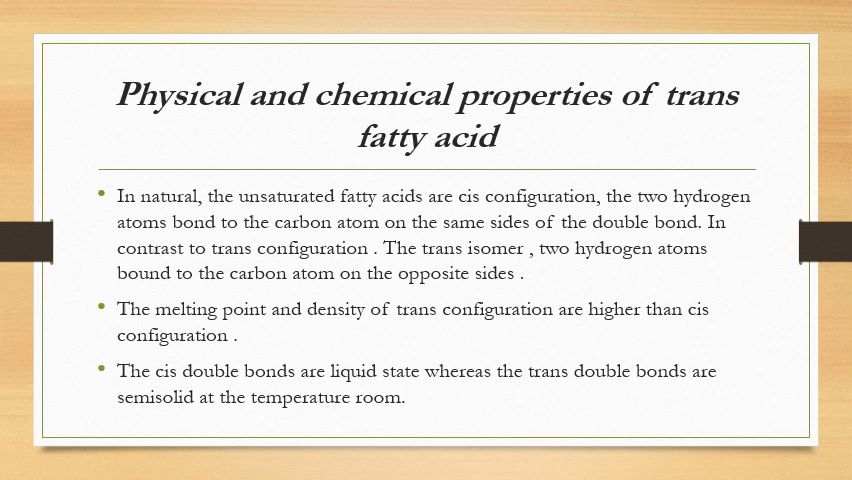 Physical and chemical properties of trans
fatty acid
• In natural, the unsaturated fatty acids are cis configuration, the two hydrogen
atoms bond to the carbon atom on the same sides of the double bond. In
contrast to trans configuration . The trans isomer , two hydrogen atoms
bound to the carbon atom on the opposite sides .
• The melting point and density of trans configuration are higher than cis
configuration .
• The cis double bonds are liquid state whereas the trans double bonds are
semisolid at the temperature room.